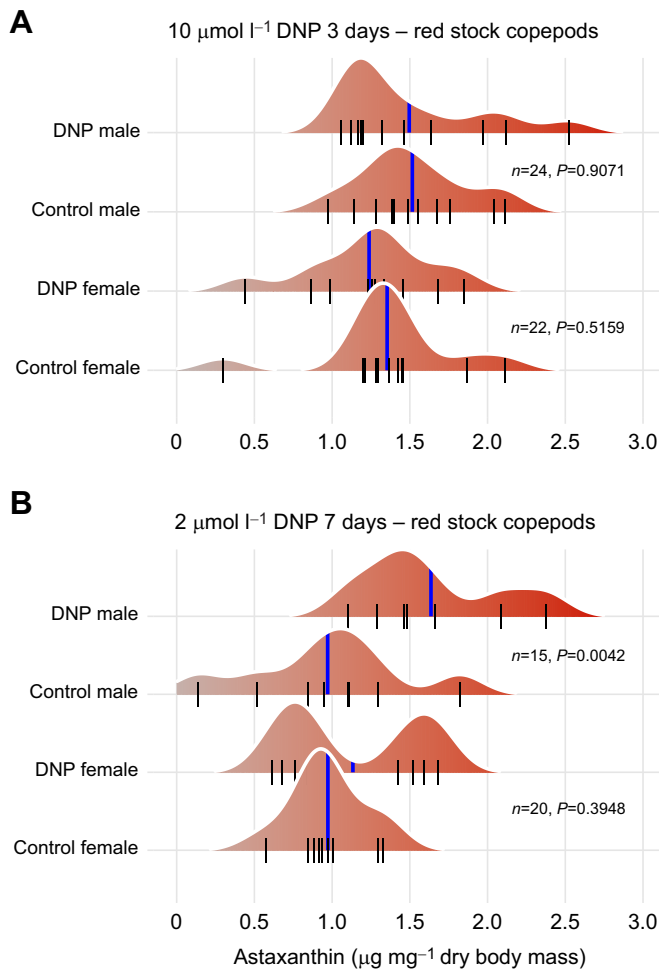 A
10 μmol l⁻¹ DNP 3 days – red stock copepods
DNP male
n=24, P=0.9071
Control male
DNP female
n=22, P=0.5159
Control female
0 0.5 1.0 1.5 2.0 2.5 3.0
B
2 μmol l⁻¹ DNP 7 days – red stock copepods
DNP male
n=15, P=0.0042
Control male
DNP female
n=20, P=0.3948
Control female
0 0.5 1.0 1.5 2.0 2.5 3.0
Astaxanthin (μg mg⁻¹ dry body mass)